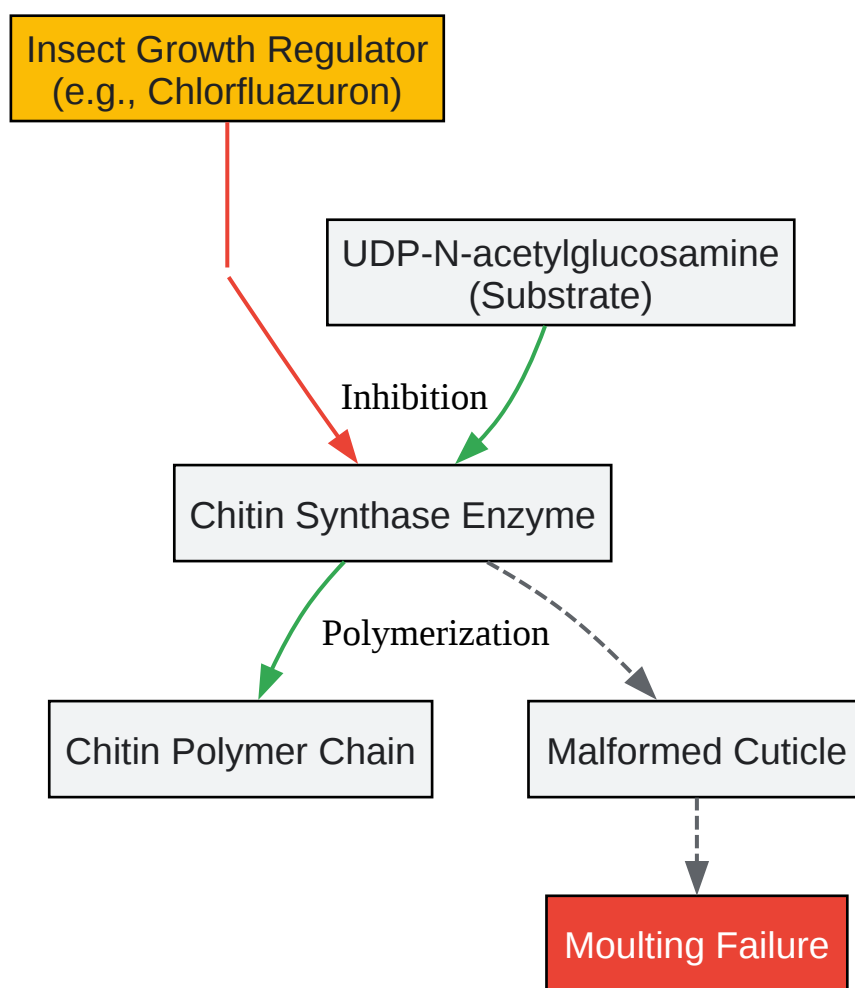 Insect Growth Regulator
(e.g., Chlorfluazuron)
UDP-N-acetylglucosamine
(Substrate)
Inhibition
Chitin Synthase Enzyme
Polymerization
Chitin Polymer Chain
Malformed Cuticle
Moulting Failure